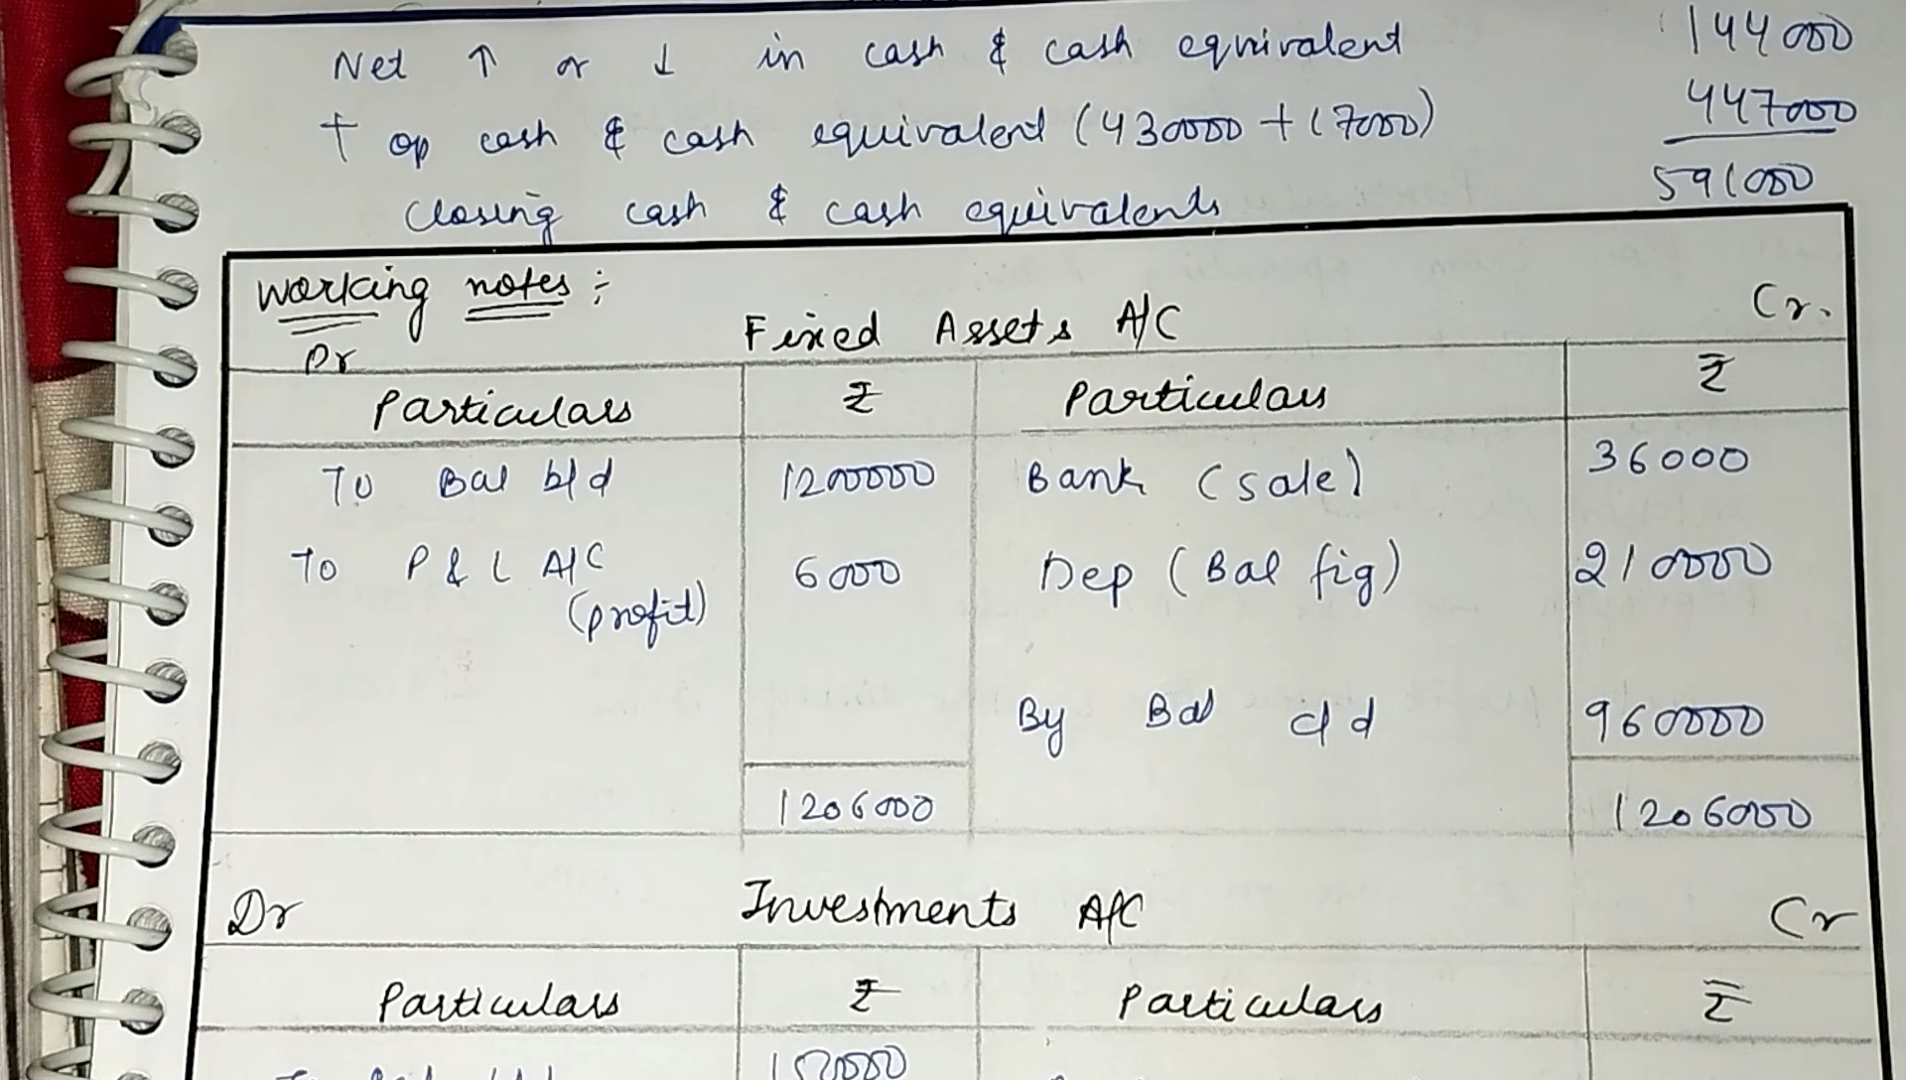 Net ↑ or ↓ in cash & cash equivalent 144000
+ op cash & cash equivalent (430000 + 17000) 447000
Closing cash & cash equivalents 591000
Working notes :
Dr Fixed Assets A/C Cr.
Particulars ₹ Particulars ₹
To Bal b/d 1200000 Bank (sale) 36000
To P & L A/C 6000 Dep (Bal fig) 210000
(profit)
By Bal c/d 960000
1206000 1206000
Dr Investments A/C Cr
Particulars ₹ Particulars ₹